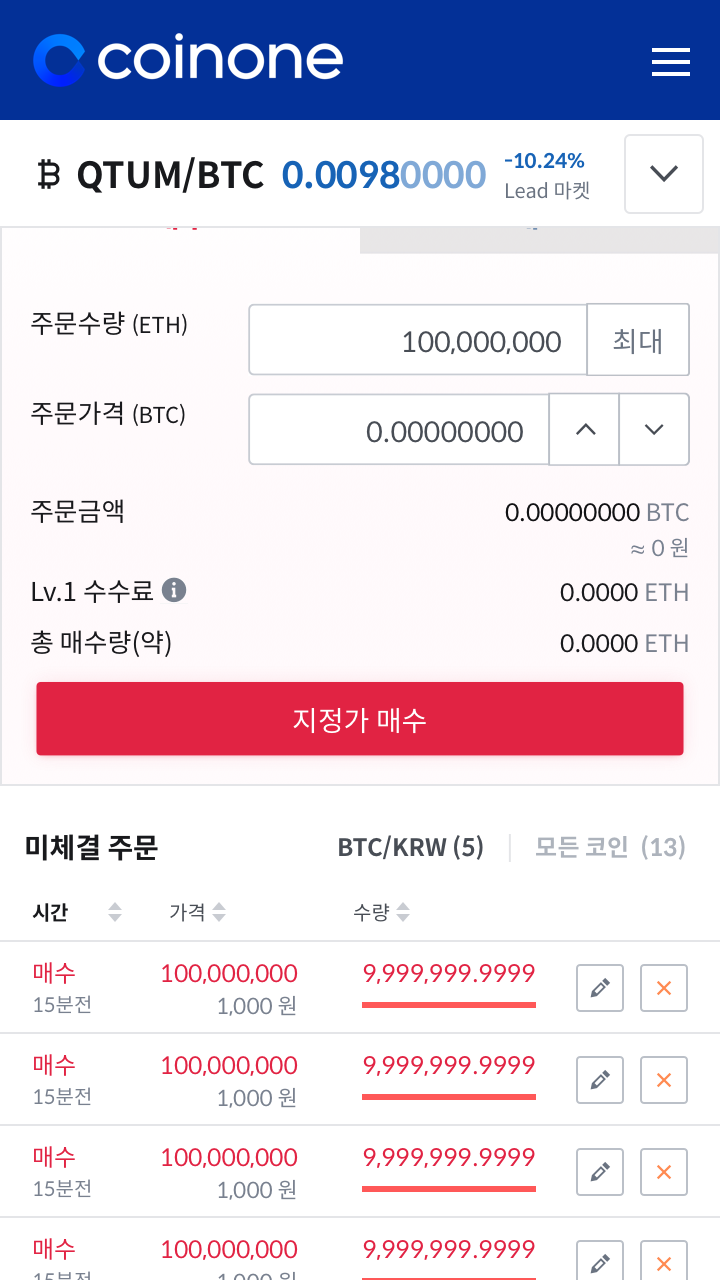 coinone
QTUM/BTC 0.00980000 -10.24%
Lead 마켓
주문수량 (ETH) 100,000,000 최대
주문가격 (BTC) 0.00000000
주문금액 0.00000000 BTC
≈ 0 원
Lv.1 수수료 0.0000 ETH
총 매수량(약) 0.0000 ETH
지정가 매수
미체결 주문 BTC/KRW (5) 모든 코인 (13)
시간 가격 수량
매수 100,000,000 9,999,999.9999
15분전 1,000 원
매수 100,000,000 9,999,999.9999
15분전 1,000 원
매수 100,000,000 9,999,999.9999
15분전 1,000 원
매수 100,000,000 9,999,999.9999
15분전 1,000 원